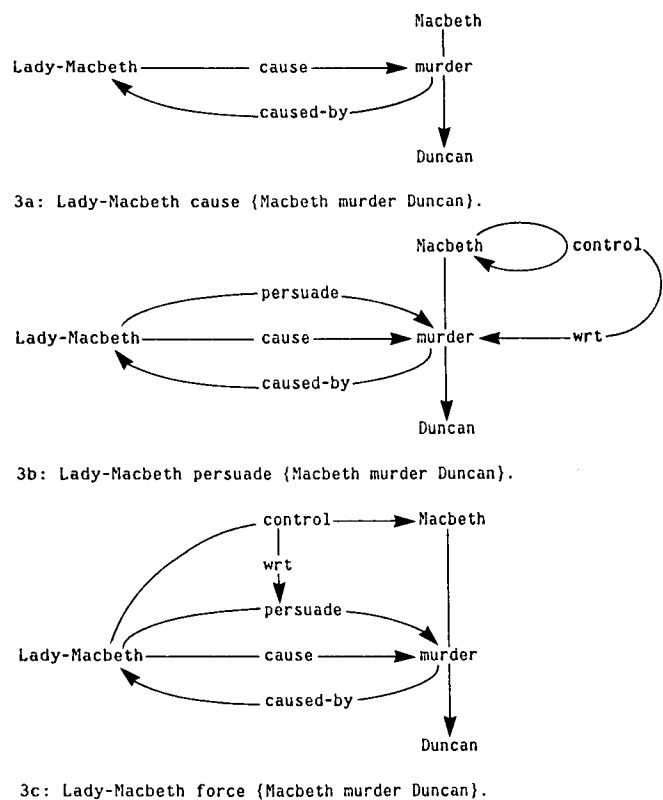 Macbeth
Lady-Macbeth cause murder
caused-by
Duncan
3a: Lady-Macbeth cause {Macbeth murder Duncan}.
Macbeth control
persuade
Lady-Macbeth cause murder wrt
caused-by
Duncan
3b: Lady-Macbeth persuade {Macbeth murder Duncan}.
control Macbeth
wrt
persuade
Lady-Macbeth cause murder
caused-by
Duncan
3c: Lady-Macbeth force {Macbeth murder Duncan}.